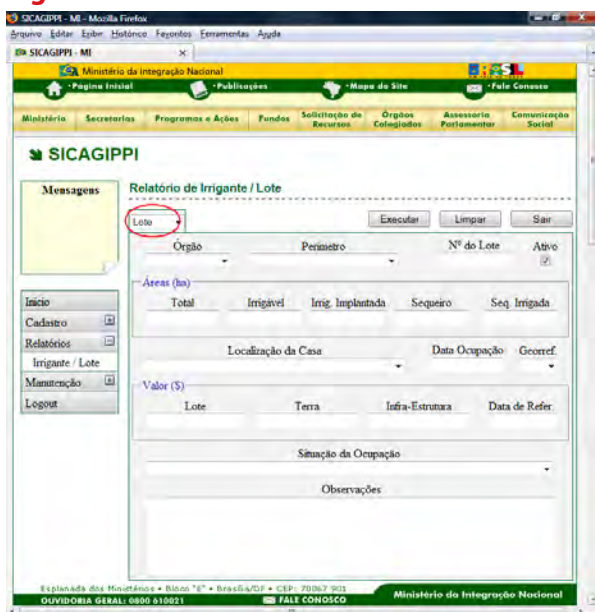 SICAGIPPI - MI - Mozilla Firefox
Arquivo Editar Exibir Histórico Favoritos Ferramentas Ajuda
SICAGIPPI - MI ×
Ministério da Integração Nacional
BRASIL
•Página Inicial •Publicações •Mapa do Site •Fale Conosco
Ministério Secretarias Programas e Ações Fundos Solicitação de Recursos Órgãos Colegiados Assessoria Parlamentar Comunicação Social
SICAGIPPI
Mensagens
Relatório de Irrigante / Lote
Lote Executar Limpar Sair
Órgão Perímetro Nº do Lote Ativo
Áreas (ha)
Total Irrigável Irrig. Implantada Sequeiro Seq. Irrigada
Localização da Casa Data Ocupação Georref.
Valor ($)
Lote Terra Infra-Estrutura Data de Refer.
Situação da Ocupação
Observações
Início
Cadastro
Relatórios
Irrigante / Lote
Manutenção
Logout
Esplanada dos Ministérios • Bloco "E" • Brasília/DF • CEP: 70067-901
OUVIDORIA GERAL: 0800 610021 FALE CONOSCO Ministério da Integração Nacional